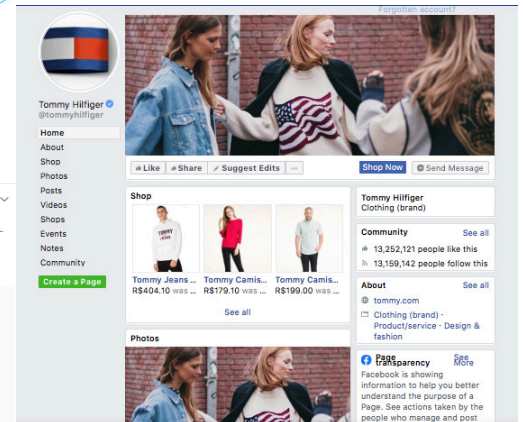 Forgotten account?
Tommy Hilfiger
@tommyhilfiger
Home
About
Shop
Photos
Posts
Videos
Shops
Events
Notes
Community
Create a Page
Like
Share
Suggest Edits
...
Shop Now
Send Message
Shop
TOMMY
JEANS
Tommy Jeans ...
R$404.10 was ...
Tommy Camis...
R$179.10 was ...
Tommy Camis...
R$199.00 was ...
See all
Photos
Tommy Hilfiger
Clothing (brand)
Community
See all
13,252,121 people like this
13,159,142 people follow this
About
See all
tommy.com
Clothing (brand) ·
Product/service · Design &
fashion
Page
transparency
See
More
Facebook is showing
information to help you better
understand the purpose of a
Page. See actions taken by the
people who manage and post